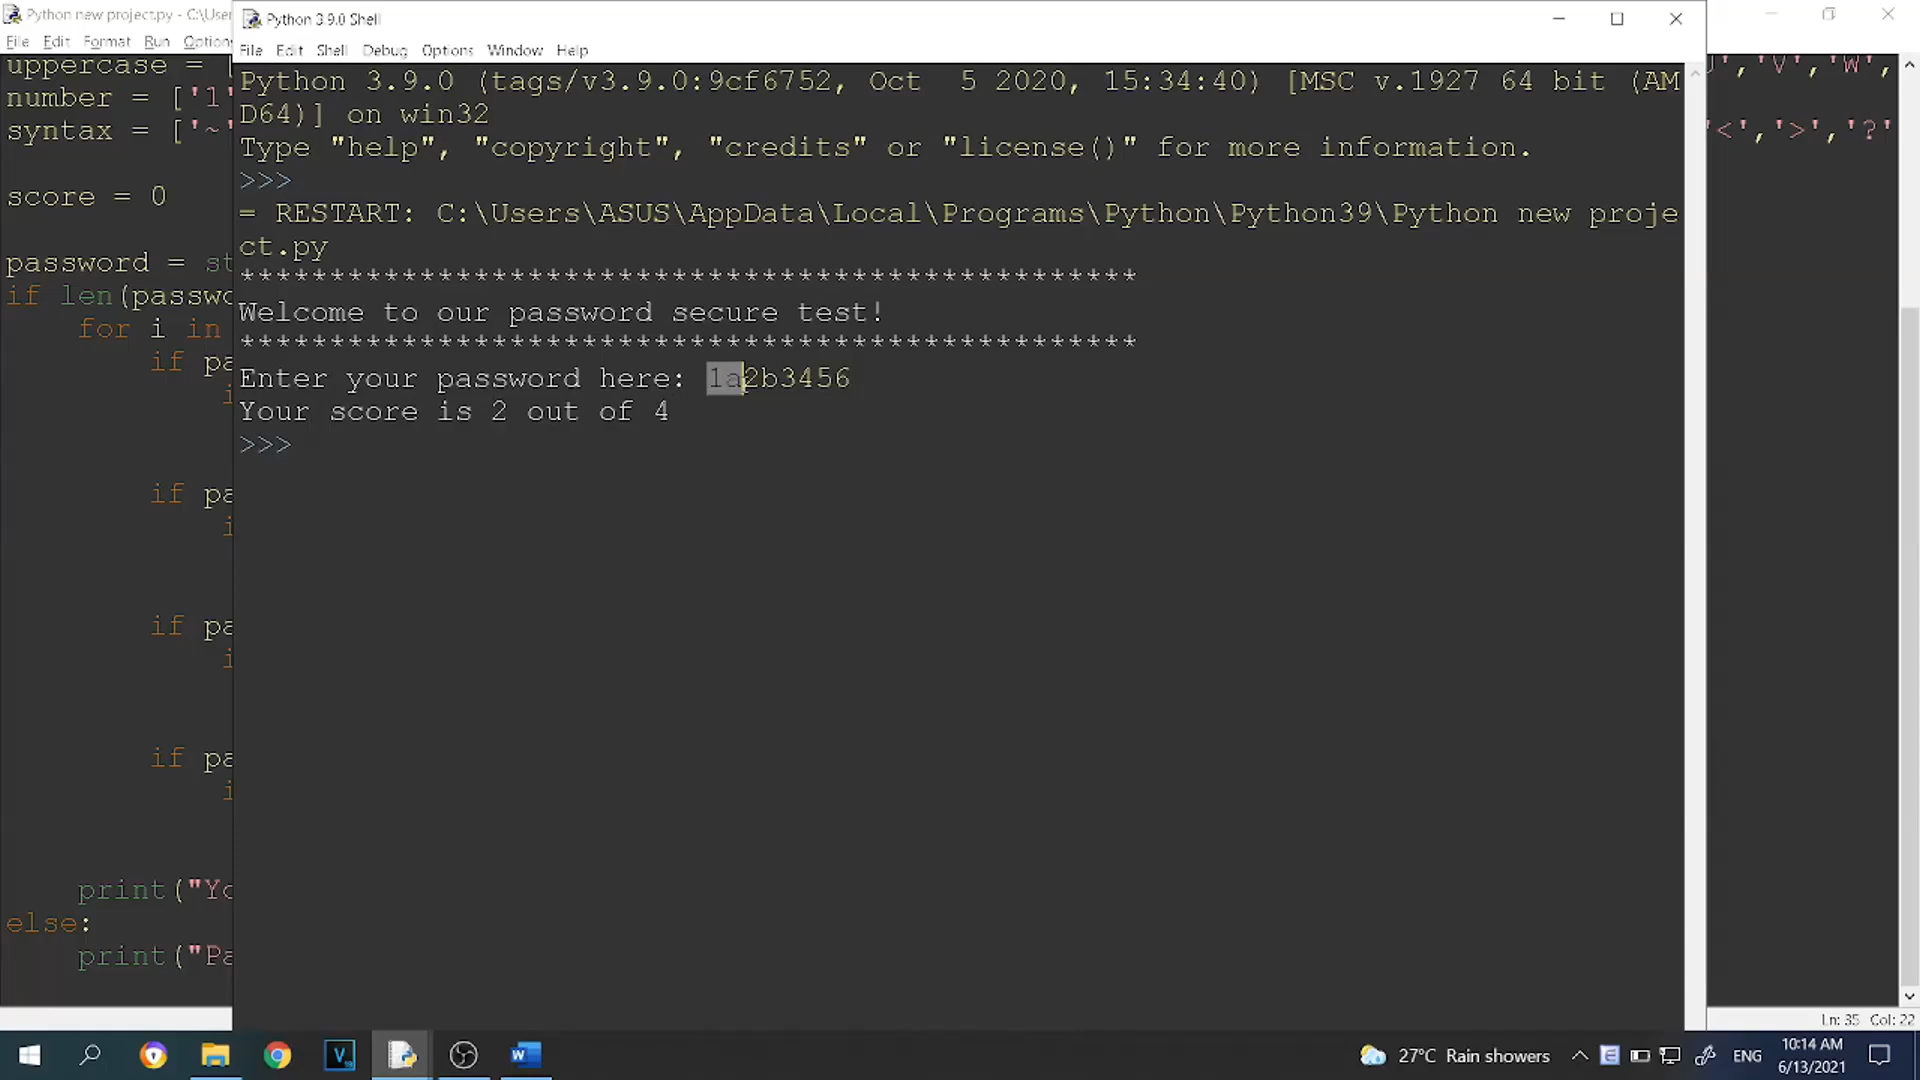 Python new project.py - C:\User
Python 3.9.0 Shell
File Edit Format Run Options
File Edit Shell Debug Options Window Help
uppercase = [
number = ['1'
syntax = ['~'
score = 0
password = st
if len(passwo
for i in
if pa
i
if pa
i
if pa
i
if pa
i
print("Yo
else:
print("Pa
Python 3.9.0 (tags/v3.9.0:9cf6752, Oct  5 2020, 15:34:40) [MSC v.1927 64 bit (AM
D64)] on win32
Type "help", "copyright", "credits" or "license()" for more information.
>>>
= RESTART: C:\Users\ASUS\AppData\Local\Programs\Python\Python39\Python new proje
ct.py
**************************************************
Welcome to our password secure test!
**************************************************
Enter your password here: 1a2b3456
Your score is 2 out of 4
>>>
','V','W',
'<','>','?'
Ln: 35 Col: 22
27°C Rain showers
ENG
10:14 AM
6/13/2021